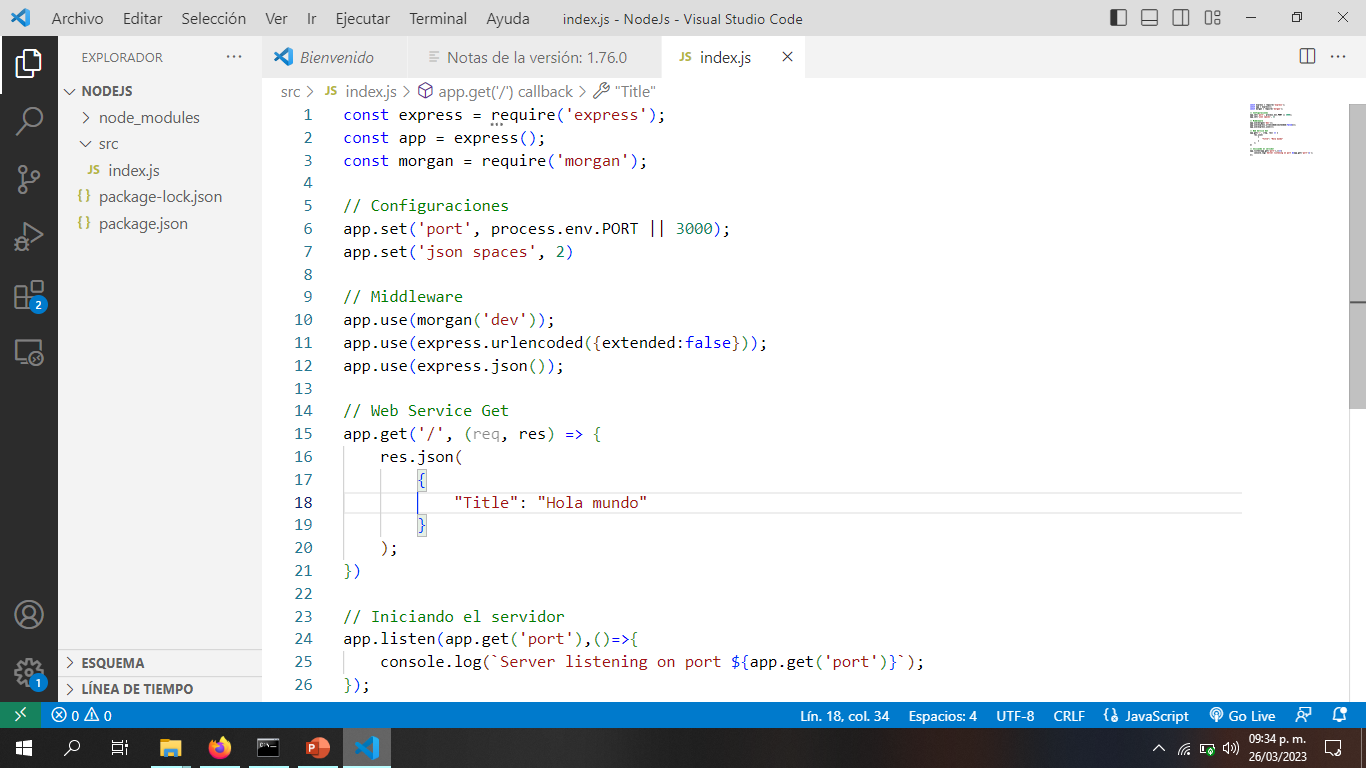 Archivo Editar Selección Ver Ir Ejecutar Terminal Ayuda index.js - NodeJs - Visual Studio Code
EXPLORADOR ···
Bienvenido Notas de la versión: 1.76.0 JS index.js
NODEJS
node_modules
src
JS index.js
{} package-lock.json
{} package.json
src > JS index.js > app.get('/') callback > "Title"
1 const express = require('express');
2 const app = express();
3 const morgan = require('morgan');
4
5 // Configuraciones
6 app.set('port', process.env.PORT || 3000);
7 app.set('json spaces', 2)
8
9 // Middleware
10 app.use(morgan('dev'));
11 app.use(express.urlencoded({extended:false}));
12 app.use(express.json());
13
14 // Web Service Get
15 app.get('/', (req, res) => {
16 res.json(
17 {
18 "Title": "Hola mundo"
19 }
20 );
21 })
22
23 // Iniciando el servidor
24 app.listen(app.get('port'),()=>{
25 console.log(`Server listening on port ${app.get('port')}`);
26 });
2
1
ESQUEMA
LÍNEA DE TIEMPO
0 0 Lín. 18, col. 34 Espacios: 4 UTF-8 CRLF {} JavaScript Go Live
09:34 p. m.
26/03/2023